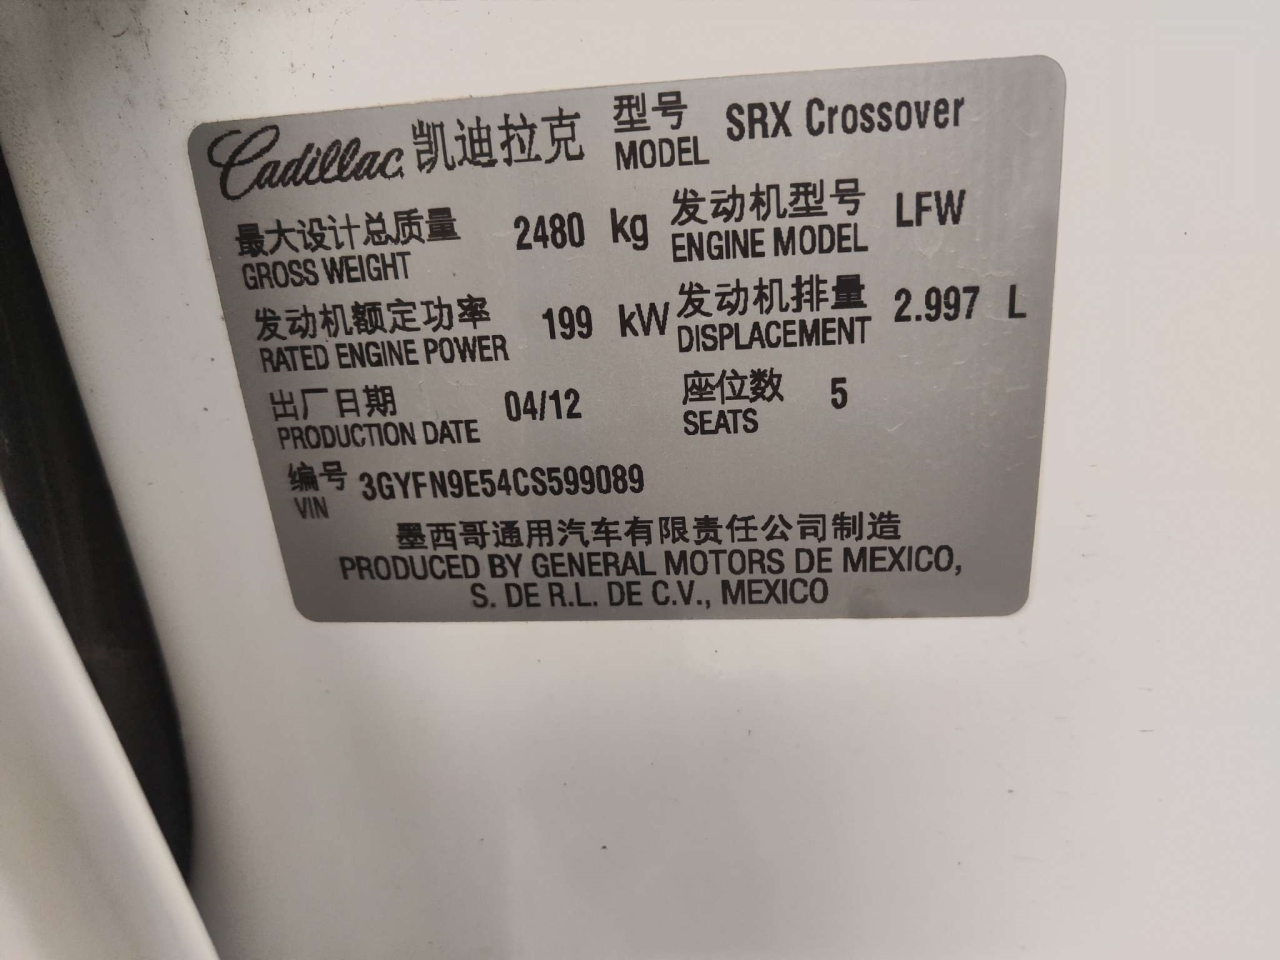 Cadillac 凯迪拉克 型号 MODEL SRX Crossover
最大设计总质量 GROSS WEIGHT 2480 kg 发动机型号 ENGINE MODEL LFW
发动机额定功率 RATED ENGINE POWER 199 kW 发动机排量 DISPLACEMENT 2.997 L
出厂日期 PRODUCTION DATE 04/12 座位数 SEATS 5
编号 VIN 3GYFN9E54CS599089
墨西哥通用汽车有限责任公司制造
PRODUCED BY GENERAL MOTORS DE MEXICO,
S. DE R.L. DE C.V., MEXICO